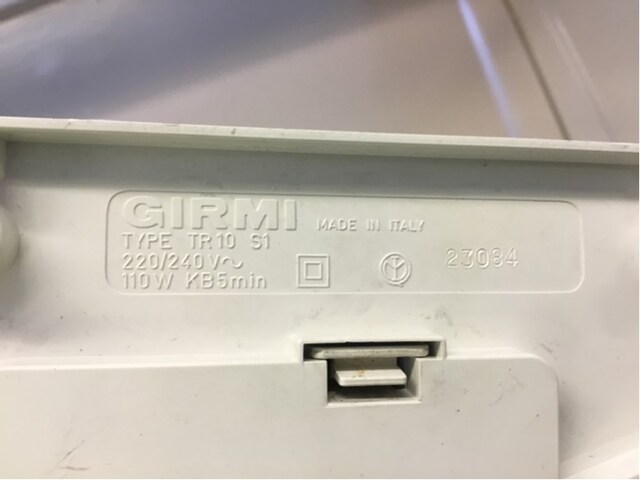 GIRMI MADE IN ITALY
TYPE TR10 S1
220/240V~
110W KB5min
23084